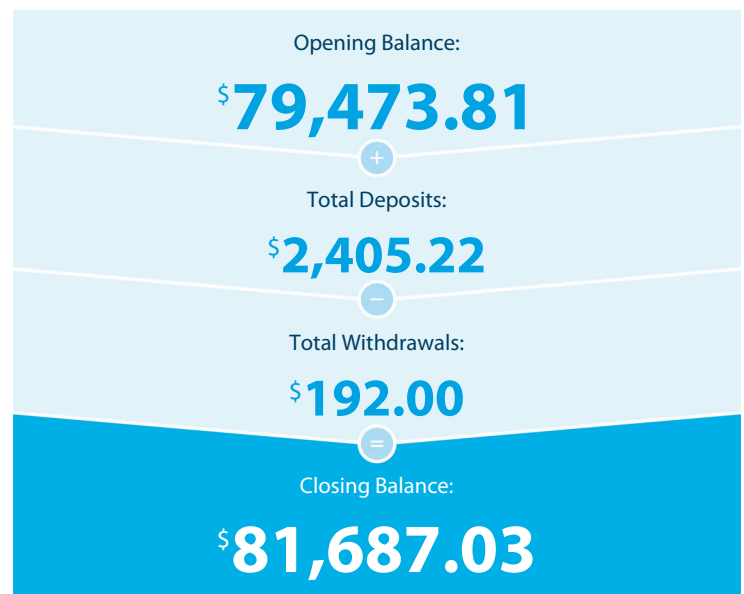 Opening Balance:
$79,473.81
+
Total Deposits:
$2,405.22
−
Total Withdrawals:
$192.00
=
Closing Balance:
$81,687.03